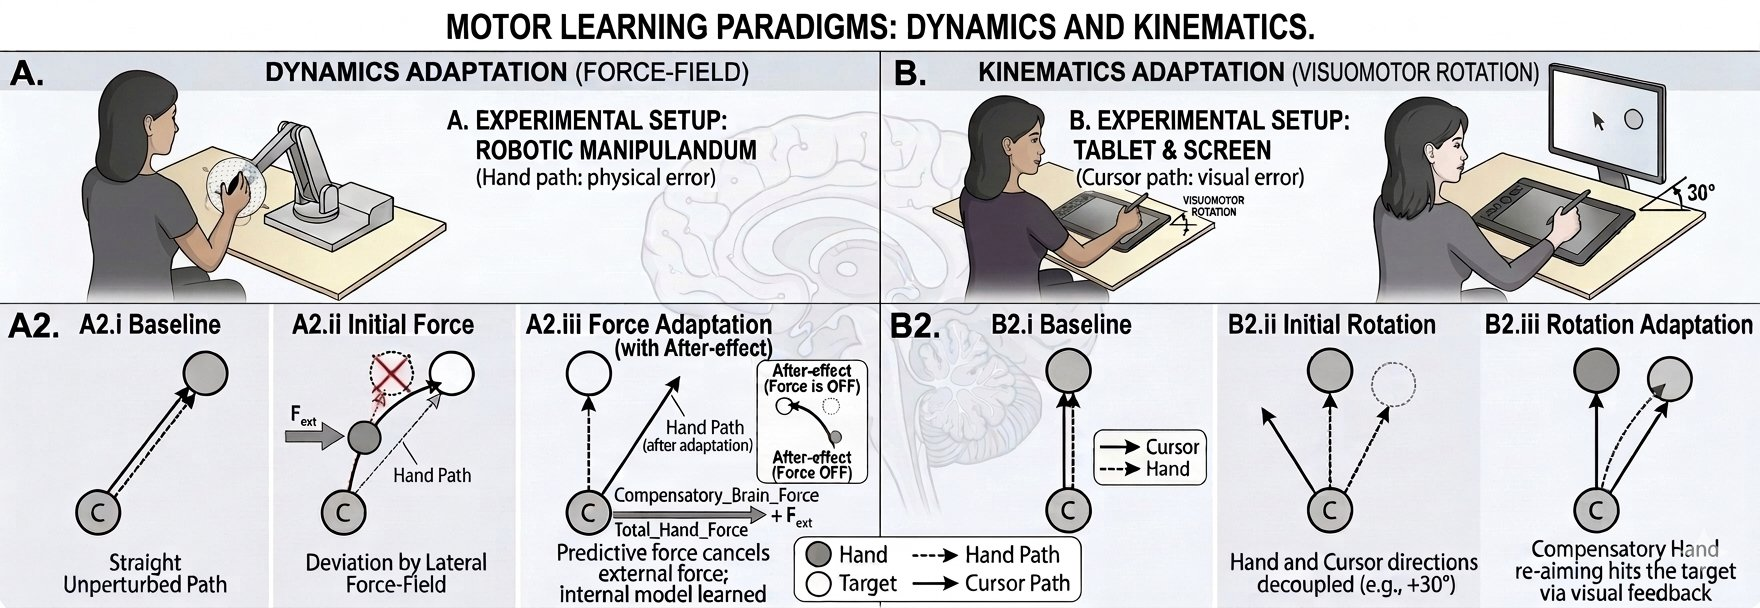 MOTOR LEARNING PARADIGMS: DYNAMICS AND KINEMATICS.
A.
DYNAMICS ADAPTATION (FORCE-FIELD)
A. EXPERIMENTAL SETUP:
ROBOTIC MANIPULANDUM
(Hand path: physical error)
B.
KINEMATICS ADAPTATION (VISUOMOTOR ROTATION)
B. EXPERIMENTAL SETUP:
TABLET & SCREEN
(Cursor path: visual error)
VISUOMOTOR
ROTATION
30°
A2.
A2.i Baseline
C
Straight
Unperturbed Path
A2.ii Initial Force
Fext
Hand Path
C
Deviation by Lateral
Force-Field
A2.iii Force Adaptation
(with After-effect)
Hand Path
(after adaptation)
After-effect
(Force is OFF)
After-effect
(Force OFF)
C
Compensatory_Brain_Force
+ Fext
Total_Hand_Force
Predictive force cancels
external force;
internal model learned
Hand
Hand Path
Target
Cursor Path
B2.
B2.i Baseline
Cursor
Hand
C
B2.ii Initial Rotation
C
Hand and Cursor directions
decoupled (e.g., +30°)
B2.iii Rotation Adaptation
C
Compensatory Hand
re-aiming hits the target
via visual feedback